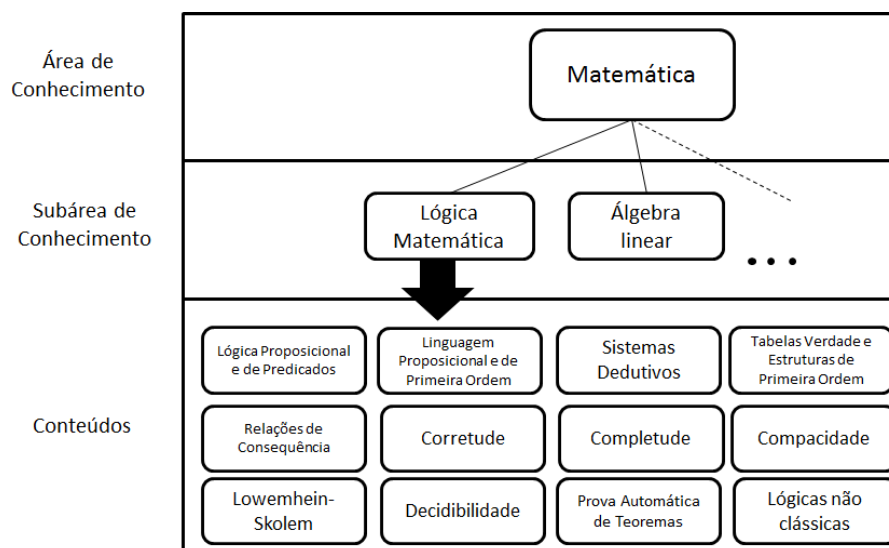 Área de
Conhecimento
Matemática
Subárea de
Conhecimento
Lógica
Matemática
Álgebra
linear
...
Conteúdos
Lógica Proposicional
e de Predicados
Linguagem
Proposicional e de
Primeira Ordem
Sistemas
Dedutivos
Tabelas Verdade e
Estruturas de
Primeira Ordem
Relações de
Consequência
Corretude
Completude
Compacidade
Lowemhein-
Skolem
Decidibilidade
Prova Automática
de Teoremas
Lógicas não
clássicas